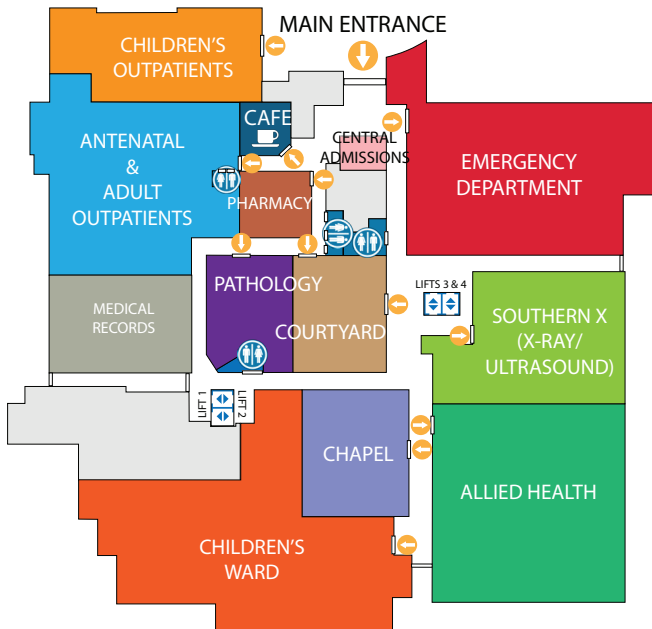 MAIN ENTRANCE
CHILDREN'S
OUTPATIENTS
CAFE
CENTRAL
ADMISSIONS
ANTENATAL
&
ADULT
OUTPATIENTS
EMERGENCY
DEPARTMENT
PHARMACY
PATHOLOGY
LIFTS 3 & 4
MEDICAL
RECORDS
COURTYARD
SOUTHERN X
(X-RAY/
ULTRASOUND)
LIFT 1
LIFT 2
CHAPEL
ALLIED HEALTH
CHILDREN'S
WARD